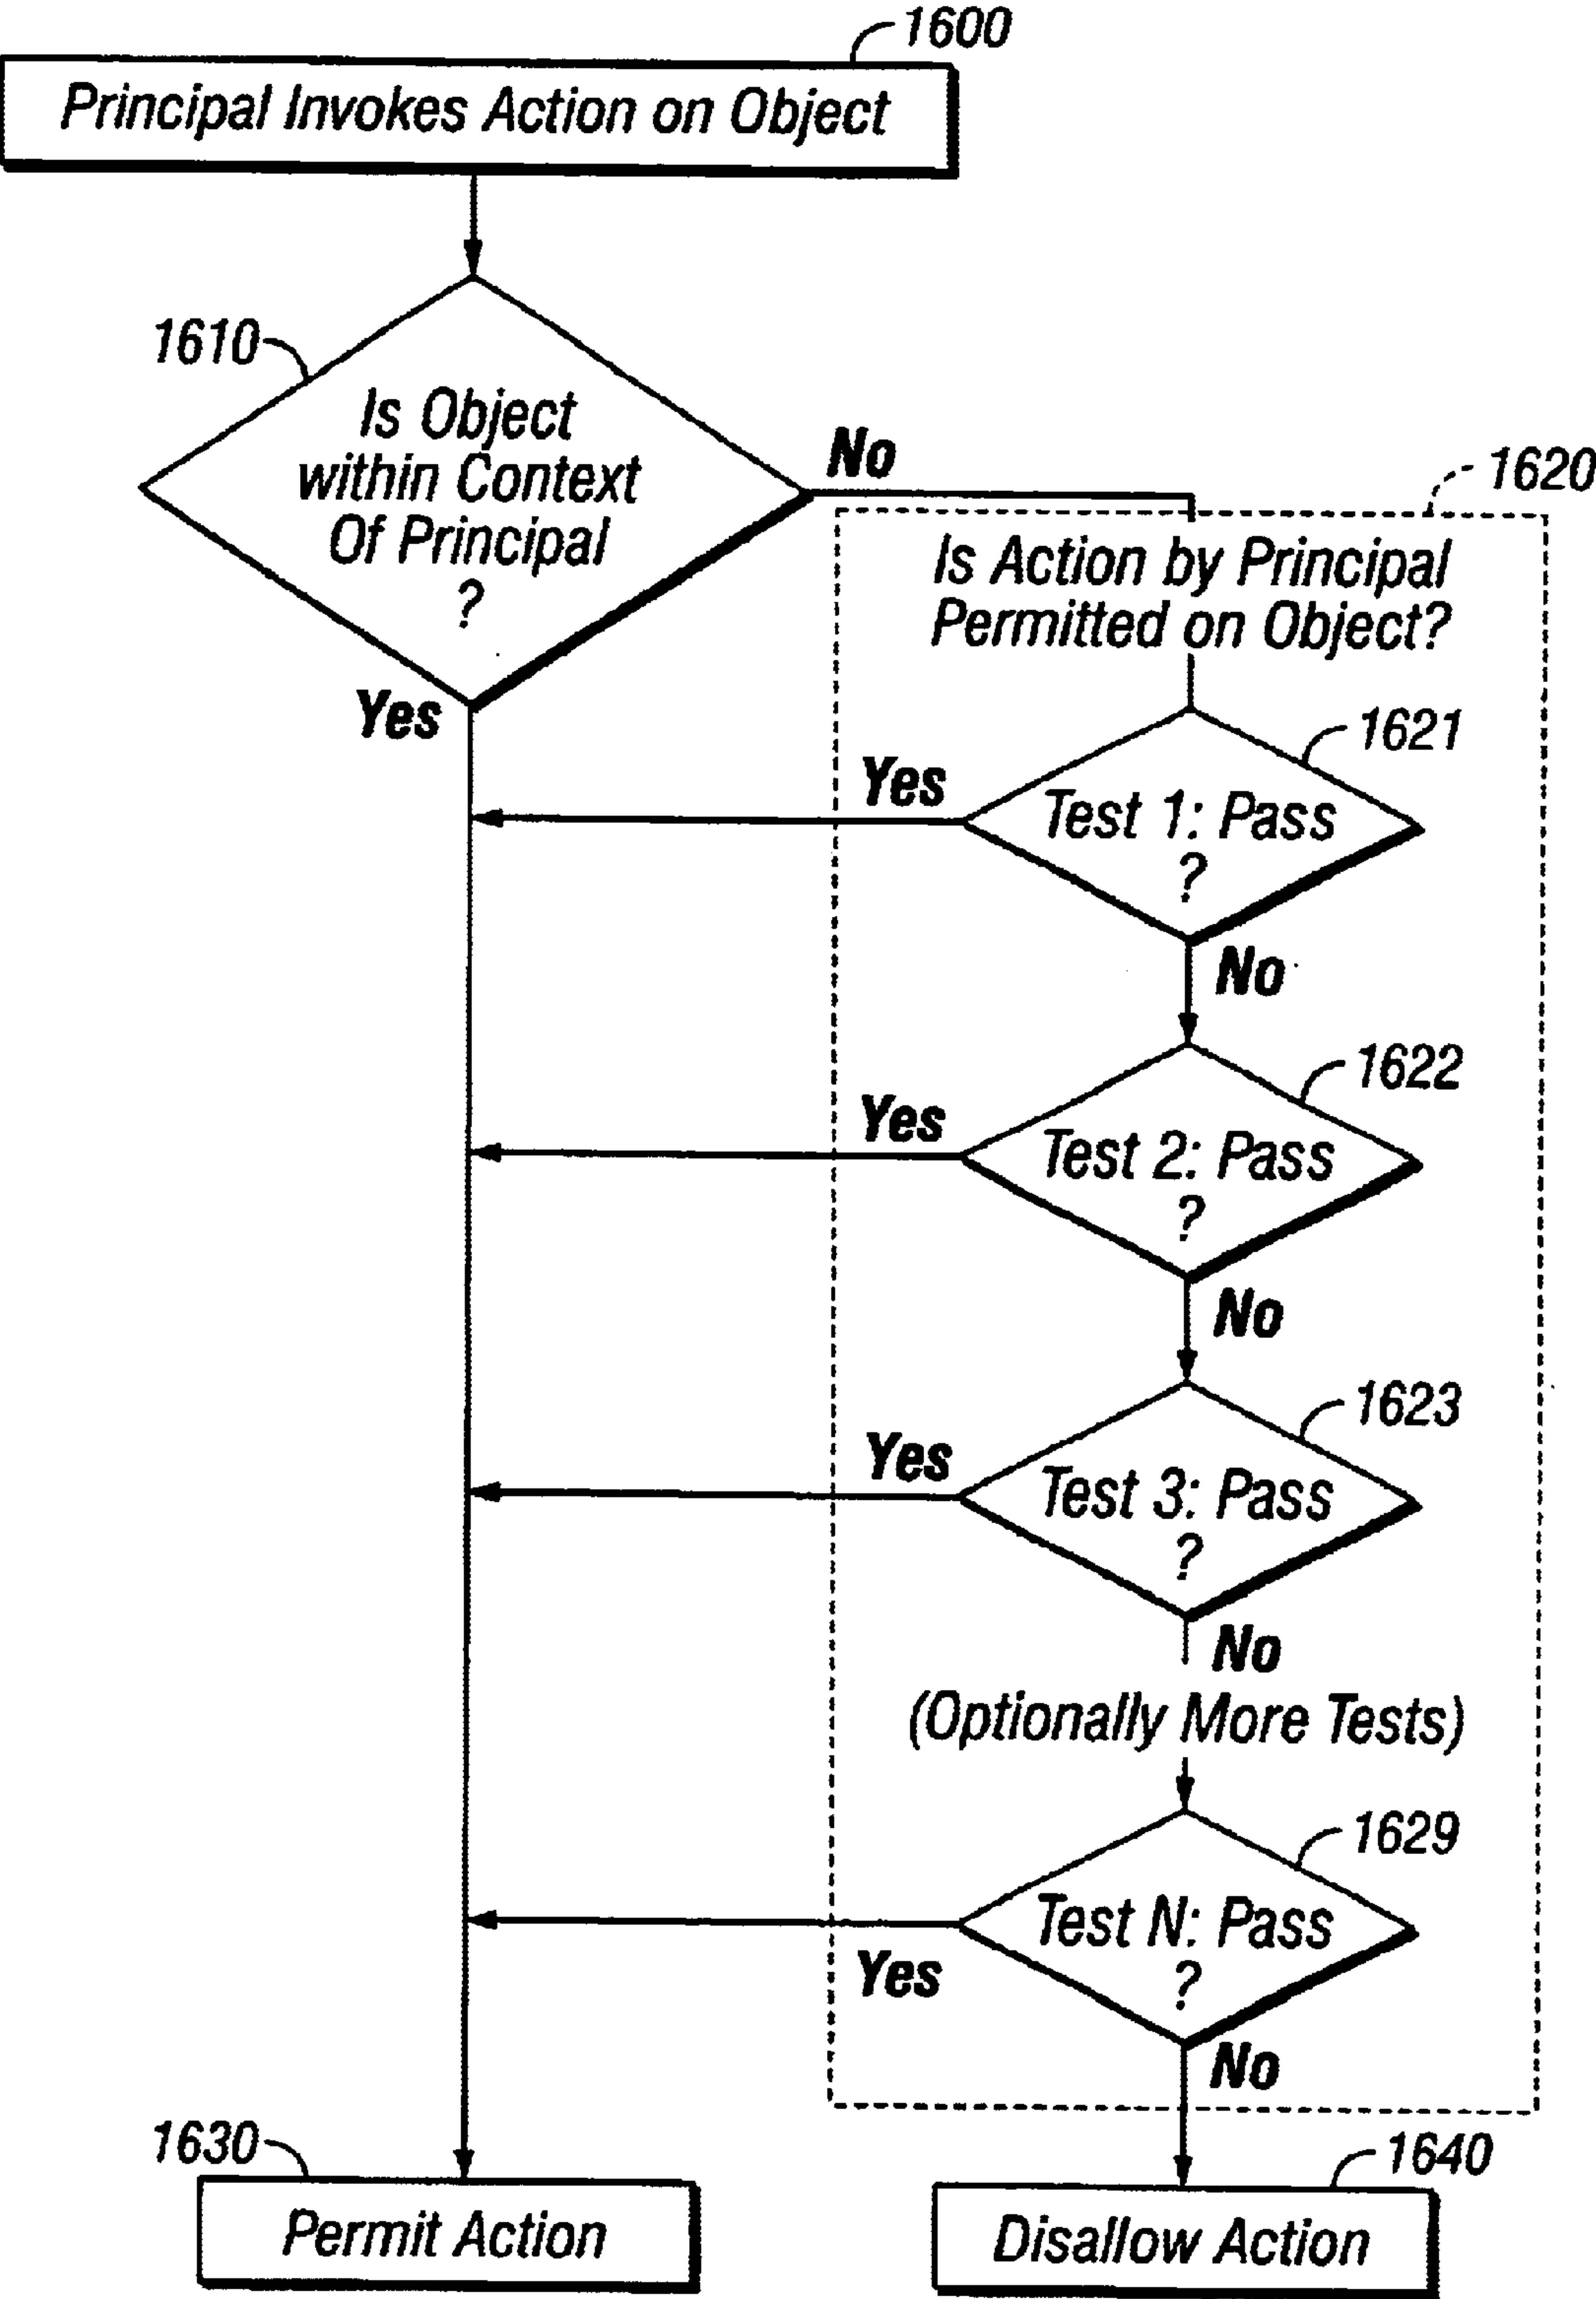 1600
Principal Invokes Action on Object
1610
Is Object
within Context
Of Principal
?
No
Yes
1620
Is Action by Principal
Permitted on Object?
1621
Yes
Test 1: Pass
?
No
1622
Yes
Test 2: Pass
?
No
1623
Yes
Test 3: Pass
?
No
(Optionally More Tests)
1629
Test N: Pass
?
Yes
No
1630
Permit Action
1640
Disallow Action